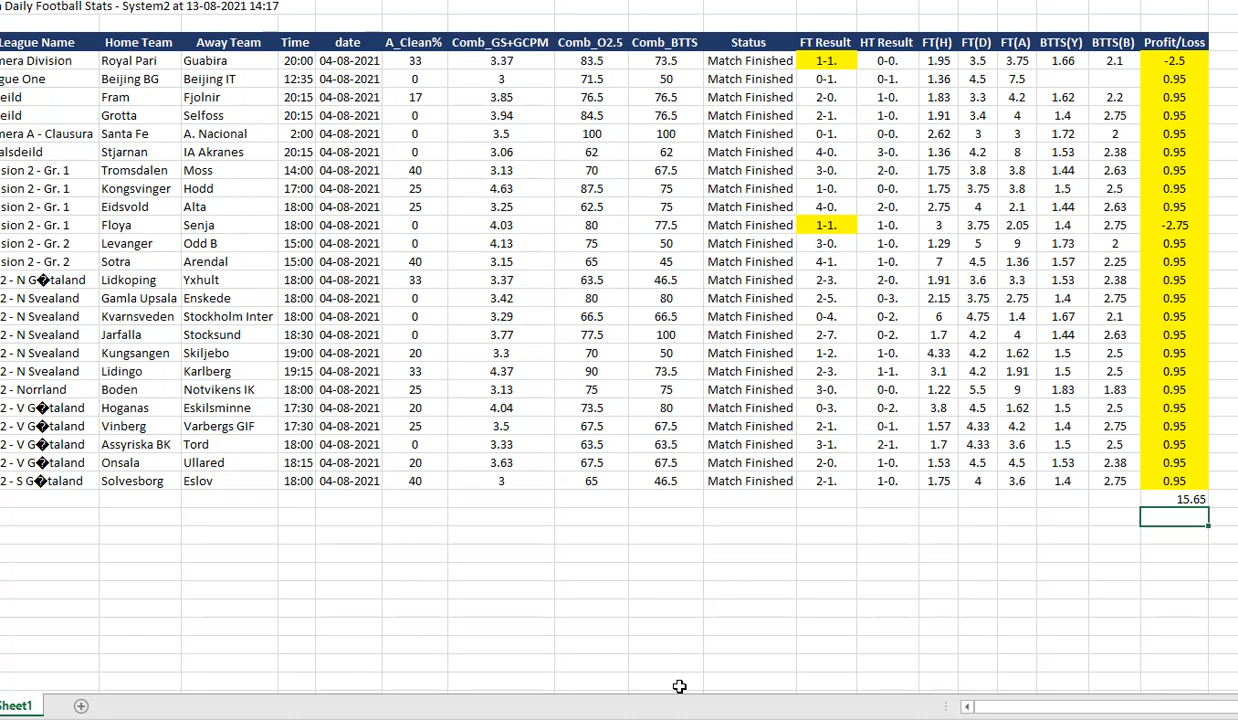 Daily Football Stats - System2 at 13-08-2021 14:17
League Name Home Team Away Team Time date A_Clean% Comb_GS+GCPM Comb_O2.5 Comb_BTTS Status FT Result HT Result FT(H) FT(D) FT(A) BTTS(Y) BTTS(B) Profit/Loss
mera Division Royal Pari Guabira 20:00 04-08-2021 33 3.37 83.5 73.5 Match Finished 1-1. 0-0. 1.95 3.5 3.75 1.66 2.1 -2.5
gue One Beijing BG Beijing IT 12:35 04-08-2021 0 3 71.5 50 Match Finished 0-1. 0-1. 1.36 4.5 7.5 0.95
eild Fram Fjolnir 20:15 04-08-2021 17 3.85 76.5 76.5 Match Finished 2-0. 1-0. 1.83 3.3 4.2 1.62 2.2 0.95
eild Grotta Selfoss 20:15 04-08-2021 0 3.94 84.5 76.5 Match Finished 2-1. 1-0. 1.91 3.4 4 1.4 2.75 0.95
mera A - Clausura Santa Fe A. Nacional 2:00 04-08-2021 0 3.5 100 100 Match Finished 0-1. 0-0. 2.62 3 3 1.72 2 0.95
alsdeild Stjarnan IA Akranes 20:15 04-08-2021 0 3.06 62 62 Match Finished 4-0. 3-0. 1.36 4.2 8 1.53 2.38 0.95
sion 2 - Gr. 1 Tromsdalen Moss 14:00 04-08-2021 40 3.13 70 67.5 Match Finished 3-0. 2-0. 1.75 3.8 3.8 1.44 2.63 0.95
sion 2 - Gr. 1 Kongsvinger Hodd 17:00 04-08-2021 25 4.63 87.5 75 Match Finished 1-0. 0-0. 1.75 3.75 3.8 1.5 2.5 0.95
sion 2 - Gr. 1 Eidsvold Alta 18:00 04-08-2021 25 3.25 62.5 75 Match Finished 4-0. 2-0. 2.75 4 2.1 1.44 2.63 0.95
sion 2 - Gr. 1 Floya Senja 18:00 04-08-2021 0 4.03 80 77.5 Match Finished 1-1. 1-0. 3 3.75 2.05 1.4 2.75 -2.75
sion 2 - Gr. 2 Levanger Odd B 15:00 04-08-2021 0 4.13 75 50 Match Finished 3-0. 1-0. 1.29 5 9 1.73 2 0.95
sion 2 - Gr. 2 Sotra Arendal 15:00 04-08-2021 40 3.15 65 45 Match Finished 4-1. 1-0. 7 4.5 1.36 1.57 2.25 0.95
2 - N G�taland Lidkoping Yxhult 18:00 04-08-2021 33 3.37 63.5 46.5 Match Finished 2-3. 2-0. 1.91 3.6 3.3 1.53 2.38 0.95
2 - N Svealand Gamla Upsala Enskede 18:00 04-08-2021 0 3.42 80 80 Match Finished 2-5. 0-3. 2.15 3.75 2.75 1.4 2.75 0.95
2 - N Svealand Kvarnsveden Stockholm Inter 18:00 04-08-2021 0 3.29 66.5 66.5 Match Finished 0-4. 0-2. 6 4.75 1.4 1.67 2.1 0.95
2 - N Svealand Jarfalla Stocksund 18:30 04-08-2021 0 3.77 77.5 100 Match Finished 2-7. 0-2. 1.7 4.2 4 1.44 2.63 0.95
2 - N Svealand Kungsangen Skiljebo 19:00 04-08-2021 20 3.3 70 50 Match Finished 1-2. 1-0. 4.33 4.2 1.62 1.5 2.5 0.95
2 - N Svealand Lidingo Karlberg 19:15 04-08-2021 33 4.37 90 73.5 Match Finished 2-3. 1-1. 3.1 4.2 1.91 1.5 2.5 0.95
2 - Norrland Boden Notvikens IK 18:00 04-08-2021 25 3.13 75 75 Match Finished 3-0. 0-0. 1.22 5.5 9 1.83 1.83 0.95
2 - V G�taland Hoganas Eskilsminne 17:30 04-08-2021 20 4.04 73.5 80 Match Finished 0-3. 0-2. 3.8 4.5 1.62 1.5 2.5 0.95
2 - V G�taland Vinberg Varbergs GIF 17:30 04-08-2021 25 3.5 67.5 67.5 Match Finished 2-1. 0-1. 1.57 4.33 4.2 1.4 2.75 0.95
2 - V G�taland Assyriska BK Tord 18:00 04-08-2021 0 3.33 63.5 63.5 Match Finished 3-1. 2-1. 1.7 4.33 3.6 1.5 2.5 0.95
2 - V G�taland Onsala Ullared 18:15 04-08-2021 20 3.63 67.5 67.5 Match Finished 2-0. 1-0. 1.53 4.5 4.5 1.53 2.38 0.95
2 - S G�taland Solvesborg Eslov 18:00 04-08-2021 40 3 65 46.5 Match Finished 2-1. 1-0. 1.75 4 3.6 1.4 2.75 0.95
15.65
Sheet1